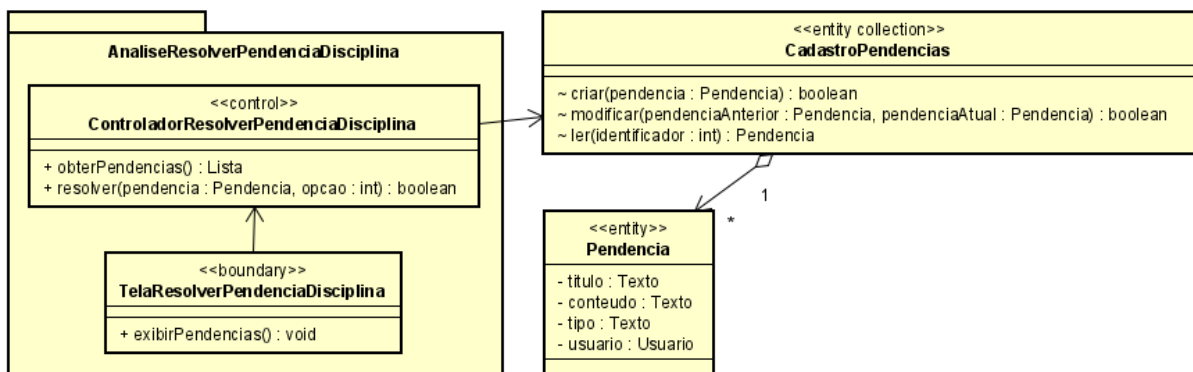 AnaliseResolverPendenciaDisciplina
<<control>>
ControladorResolverPendenciaDisciplina
+ obterPendencias() : Lista
+ resolver(pendencia : Pendencia, opcao : int) : boolean
<<boundary>>
TelaResolverPendenciaDisciplina
+ exibirPendencias() : void
<<entity collection>>
CadastroPendencias
~ criar(pendencia : Pendencia) : boolean
~ modificar(pendenciaAnterior : Pendencia, pendenciaAtual : Pendencia) : boolean
~ ler(identificador : int) : Pendencia
1
*
<<entity>>
Pendencia
- titulo : Texto
- conteudo : Texto
- tipo : Texto
- usuario : Usuario